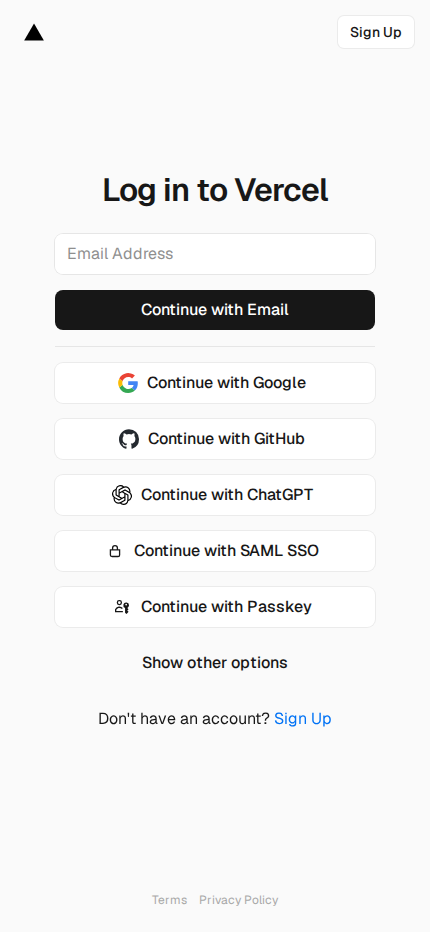 Sign Up
Log in to Vercel
Email Address
Continue with Email
Continue with Google
Continue with GitHub
Continue with ChatGPT
Continue with SAML SSO
Continue with Passkey
Show other options
Don't have an account? Sign Up
Terms Privacy Policy